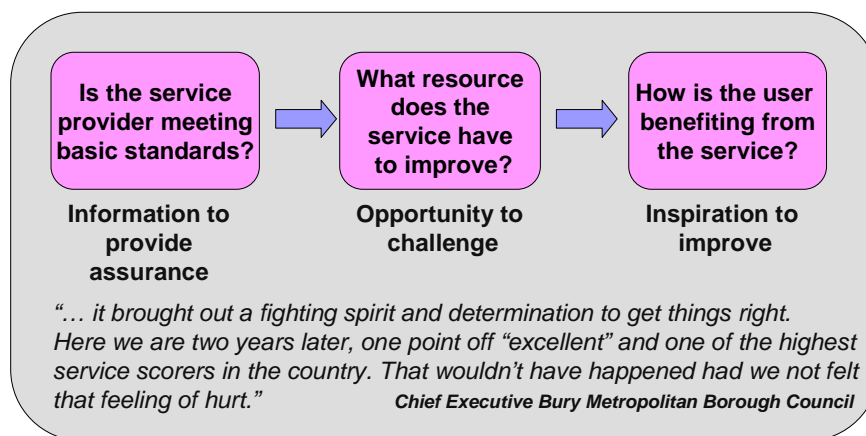 Is the service
provider meeting
basic standards?
What resource
does the
service have
to improve?
How is the user
benefiting from
the service?
Information to
provide
assurance
Opportunity to
challenge
Inspiration to
improve
“… it brought out a fighting spirit and determination to get things right.
Here we are two years later, one point off “excellent” and one of the highest
service scorers in the country. That wouldn’t have happened had we not felt
that feeling of hurt.” Chief Executive Bury Metropolitan Borough Council